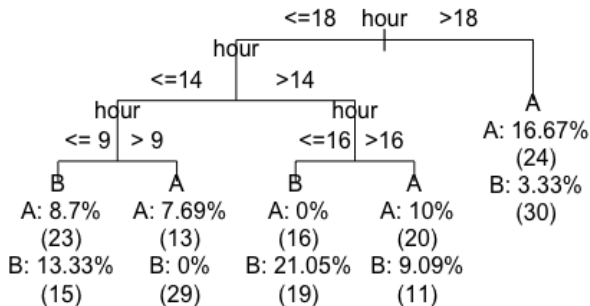 <=18 hour >18
hour
<=14 >14
hour hour
<= 9 > 9 <=16 >16
A
A: 16.67%
(24)
B: 3.33%
(30)
B A B A
A: 8.7% A: 7.69% A: 0% A: 10%
(23) (13) (16) (20)
B: 13.33% B: 0% B: 21.05% B: 9.09%
(15) (29) (19) (11)